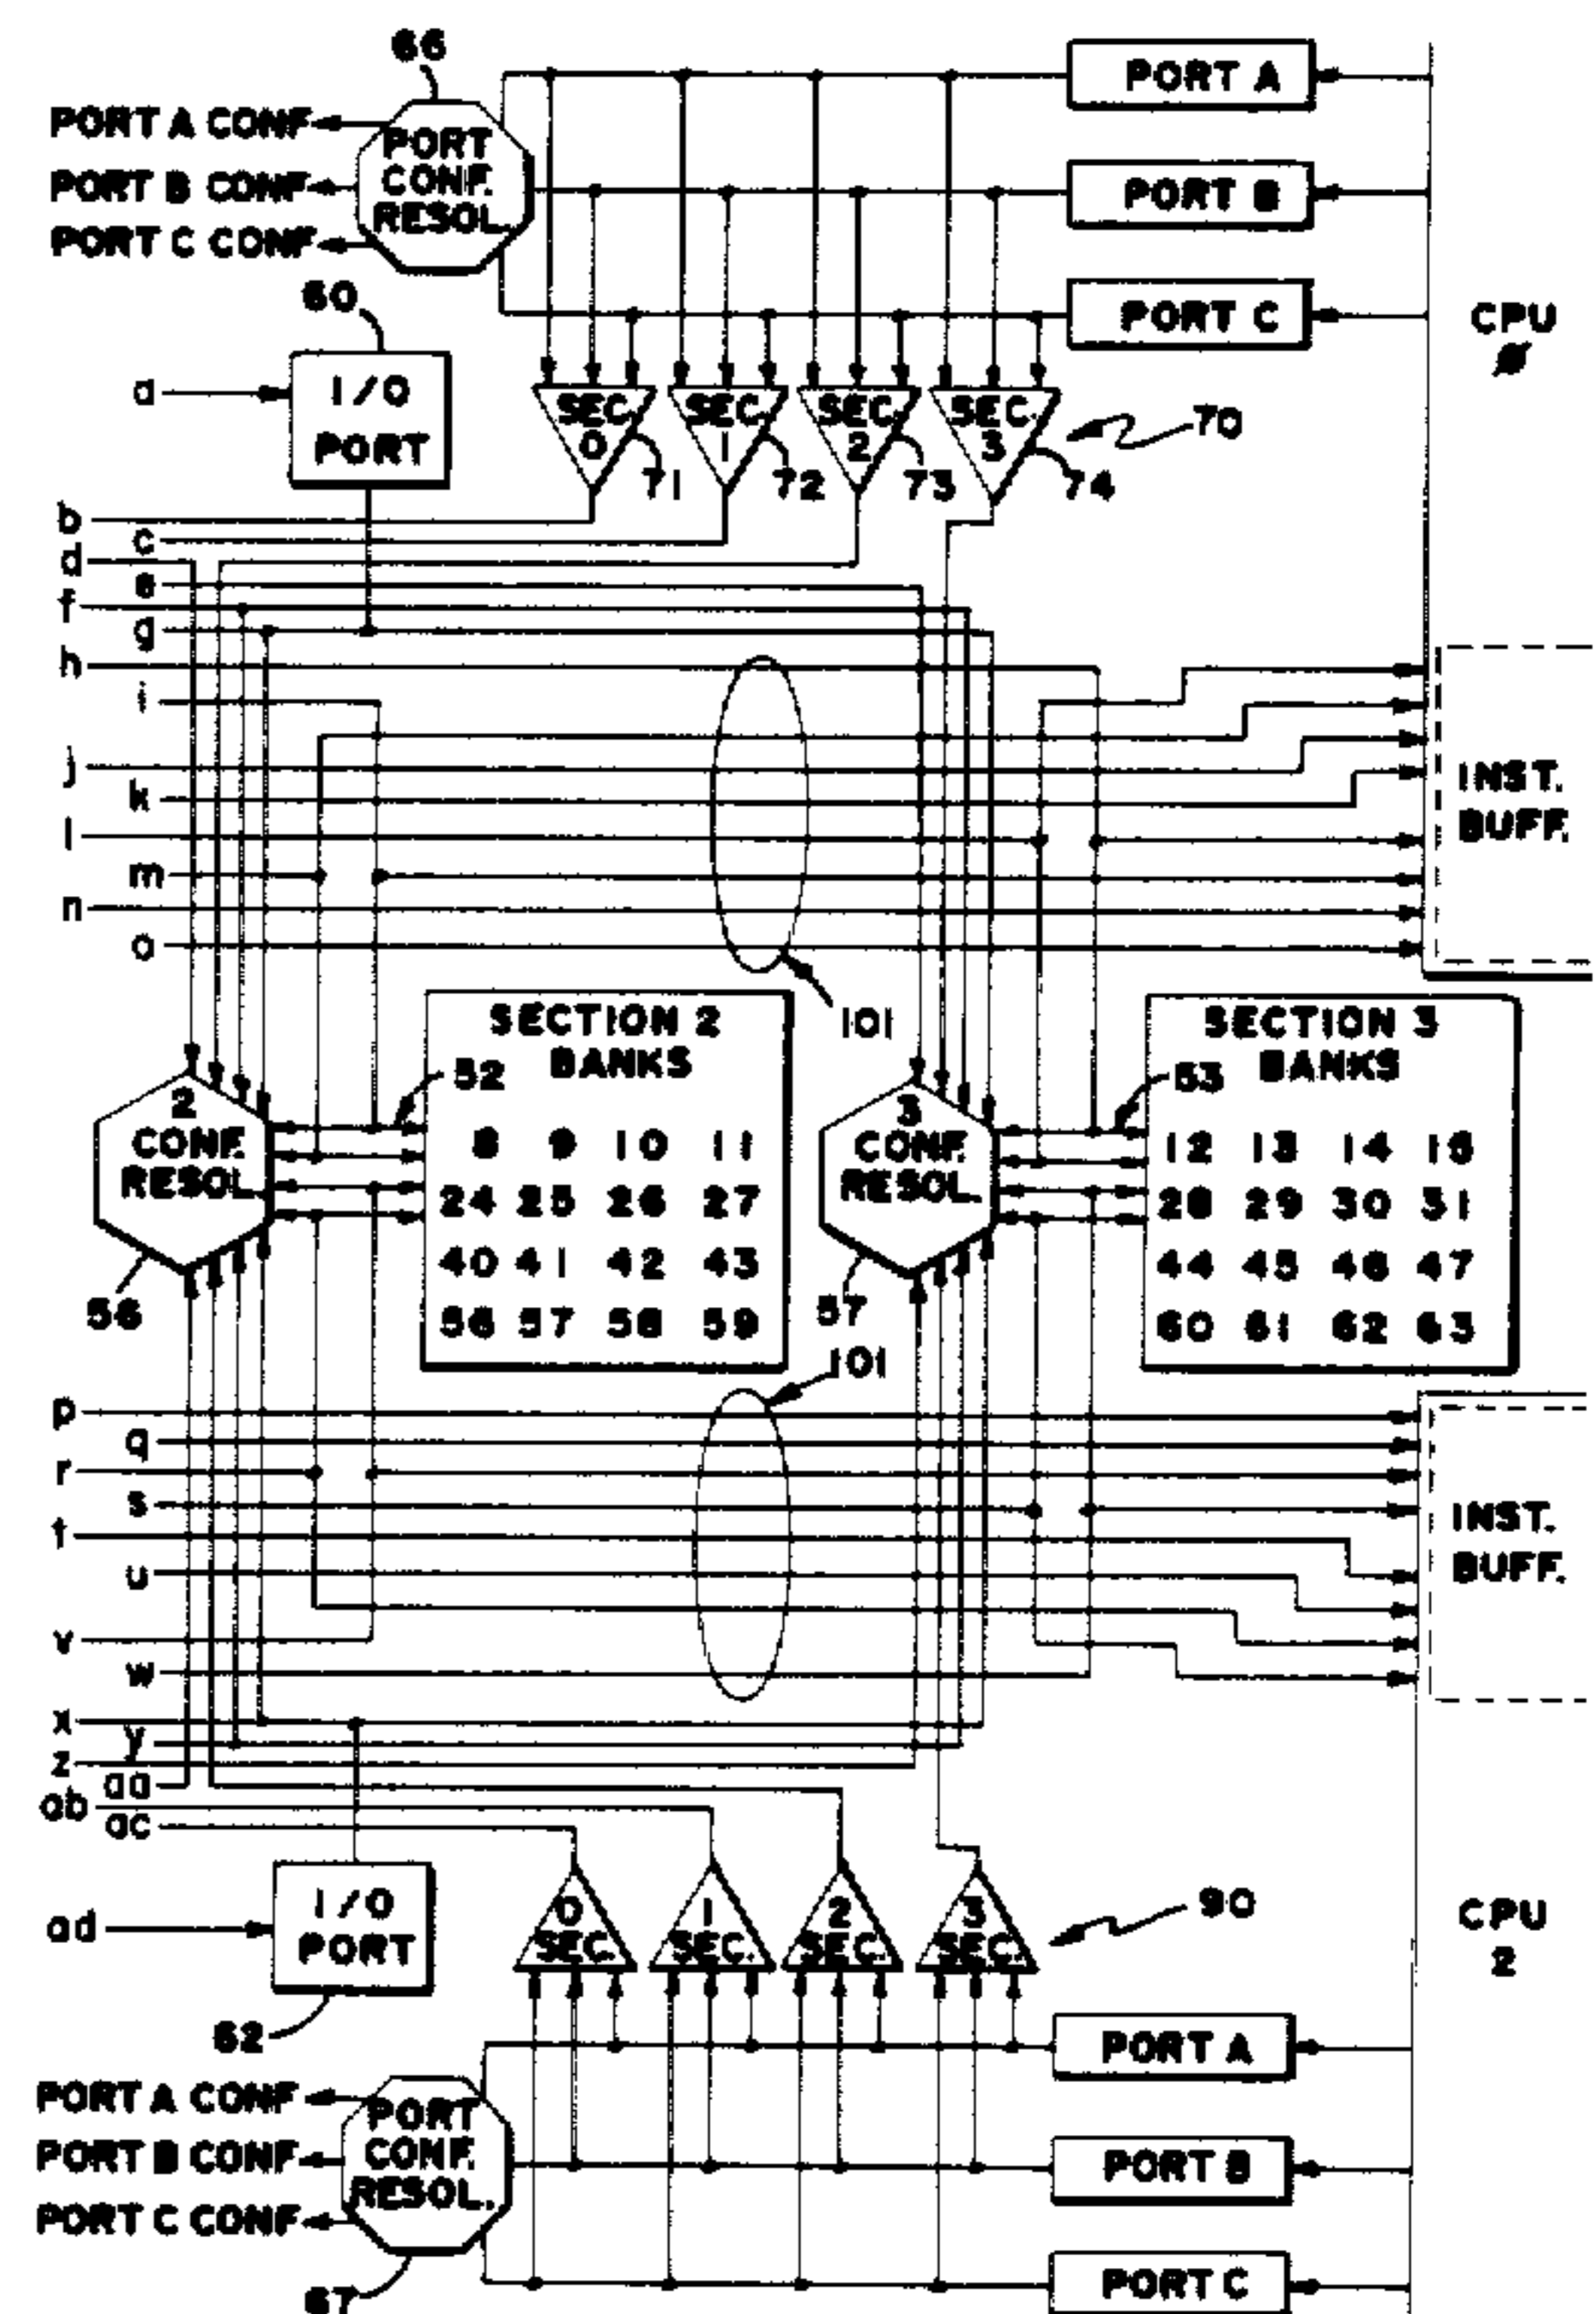 66
PORT A CONF
PORT B CONF
PORT C CONF
PORT
CONF.
RESOL.
PORT A
PORT B
PORT C
CPU
0
60
a
I/O
PORT
SEC.
0
71
SEC.
1
72
SEC.
2
73
SEC.
3
74
70
b
c
d
e
f
g
h
i
j
k
l
m
n
o
INST.
BUFF.
101
2
CONF.
RESOL.
56
SECTION 2
BANKS
52
8 9 10 11
24 25 26 27
40 41 42 43
56 57 58 59
3
CONF.
RESOL.
57
SECTION 3
BANKS
53
12 13 14 15
28 29 30 31
44 45 46 47
60 61 62 63
101
p
q
r
s
t
u
v
w
x
y
z
aa
ab
ac
INST.
BUFF.
ad
I/O
PORT
62
0
SEC.
1
SEC.
2
SEC.
3
SEC.
90
CPU
2
PORT A
PORT B
PORT C
PORT A CONF
PORT B CONF
PORT C CONF
PORT
CONF.
RESOL.
67